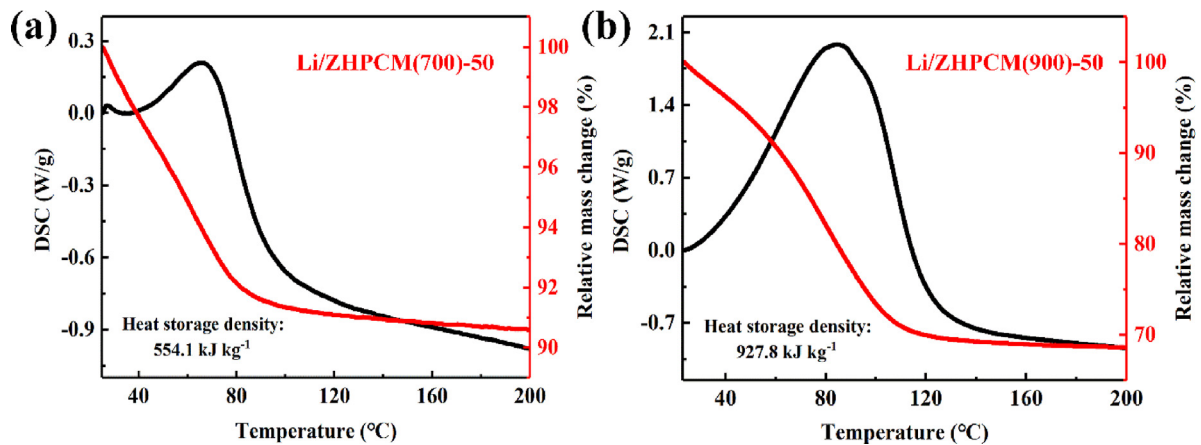 (a)
Li/ZHPCM(700)-50
DSC (W/g)
0.3
0.0
-0.3
-0.6
-0.9
Heat storage density:
554.1 kJ kg⁻¹
40
80
120
160
200
Temperature (°C)
100
98
96
94
92
90
Relative mass change (%)
(b)
Li/ZHPCM(900)-50
DSC (W/g)
2.1
1.4
0.7
0.0
-0.7
Heat storage density:
927.8 kJ kg⁻¹
40
80
120
160
200
Temperature (°C)
100
90
80
70
Relative mass change (%)